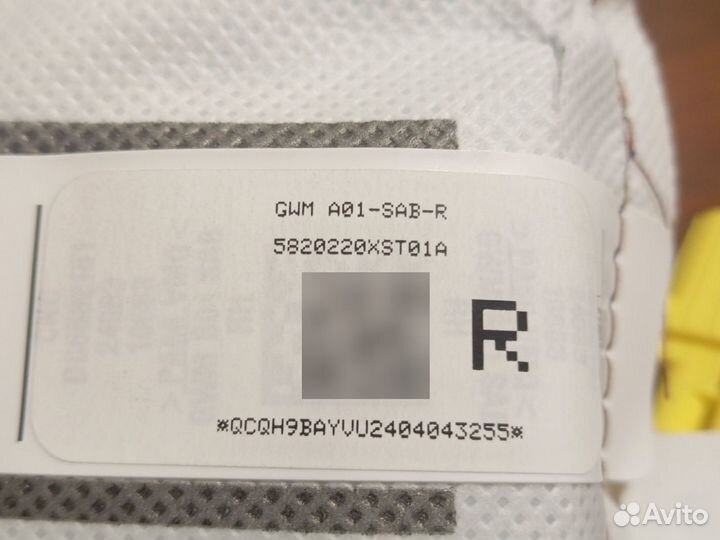 GWM A01-SAB-R
5820220XST01A
R
*QCQH9BAYVU2404043255*
Avito